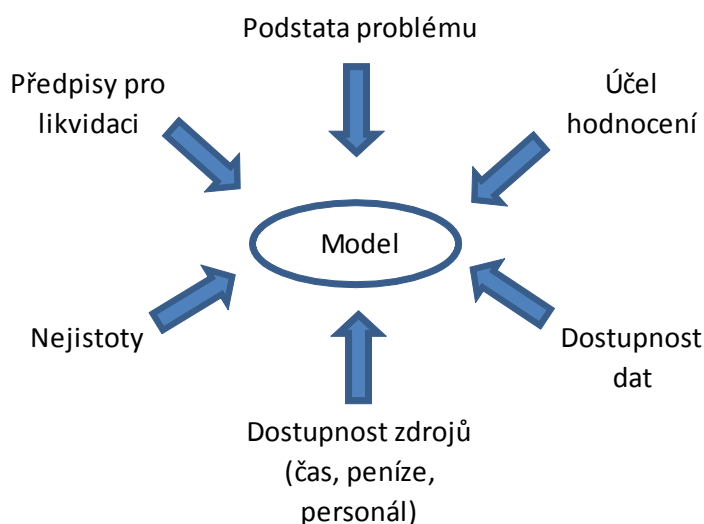 Podstata problému
Předpisy pro
likvidaci
Účel
hodnocení
Model
Nejistoty
Dostupnost
dat
Dostupnost zdrojů
(čas, peníze,
personál)